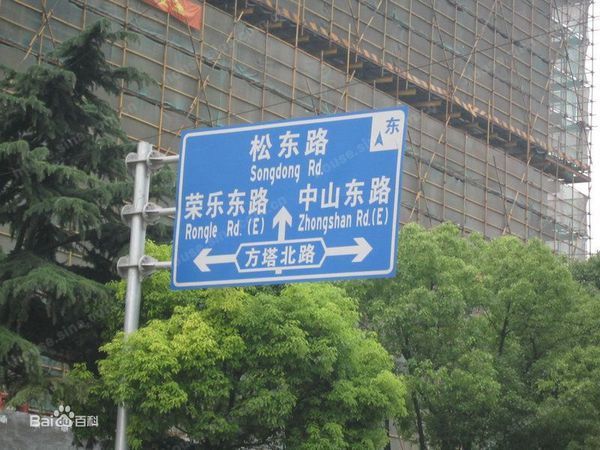 东
松东路
Songdong Rd.
荣乐东路
Rongle Rd. (E)
中山东路
Zhongshan Rd.(E)
方塔北路
Baidu百科